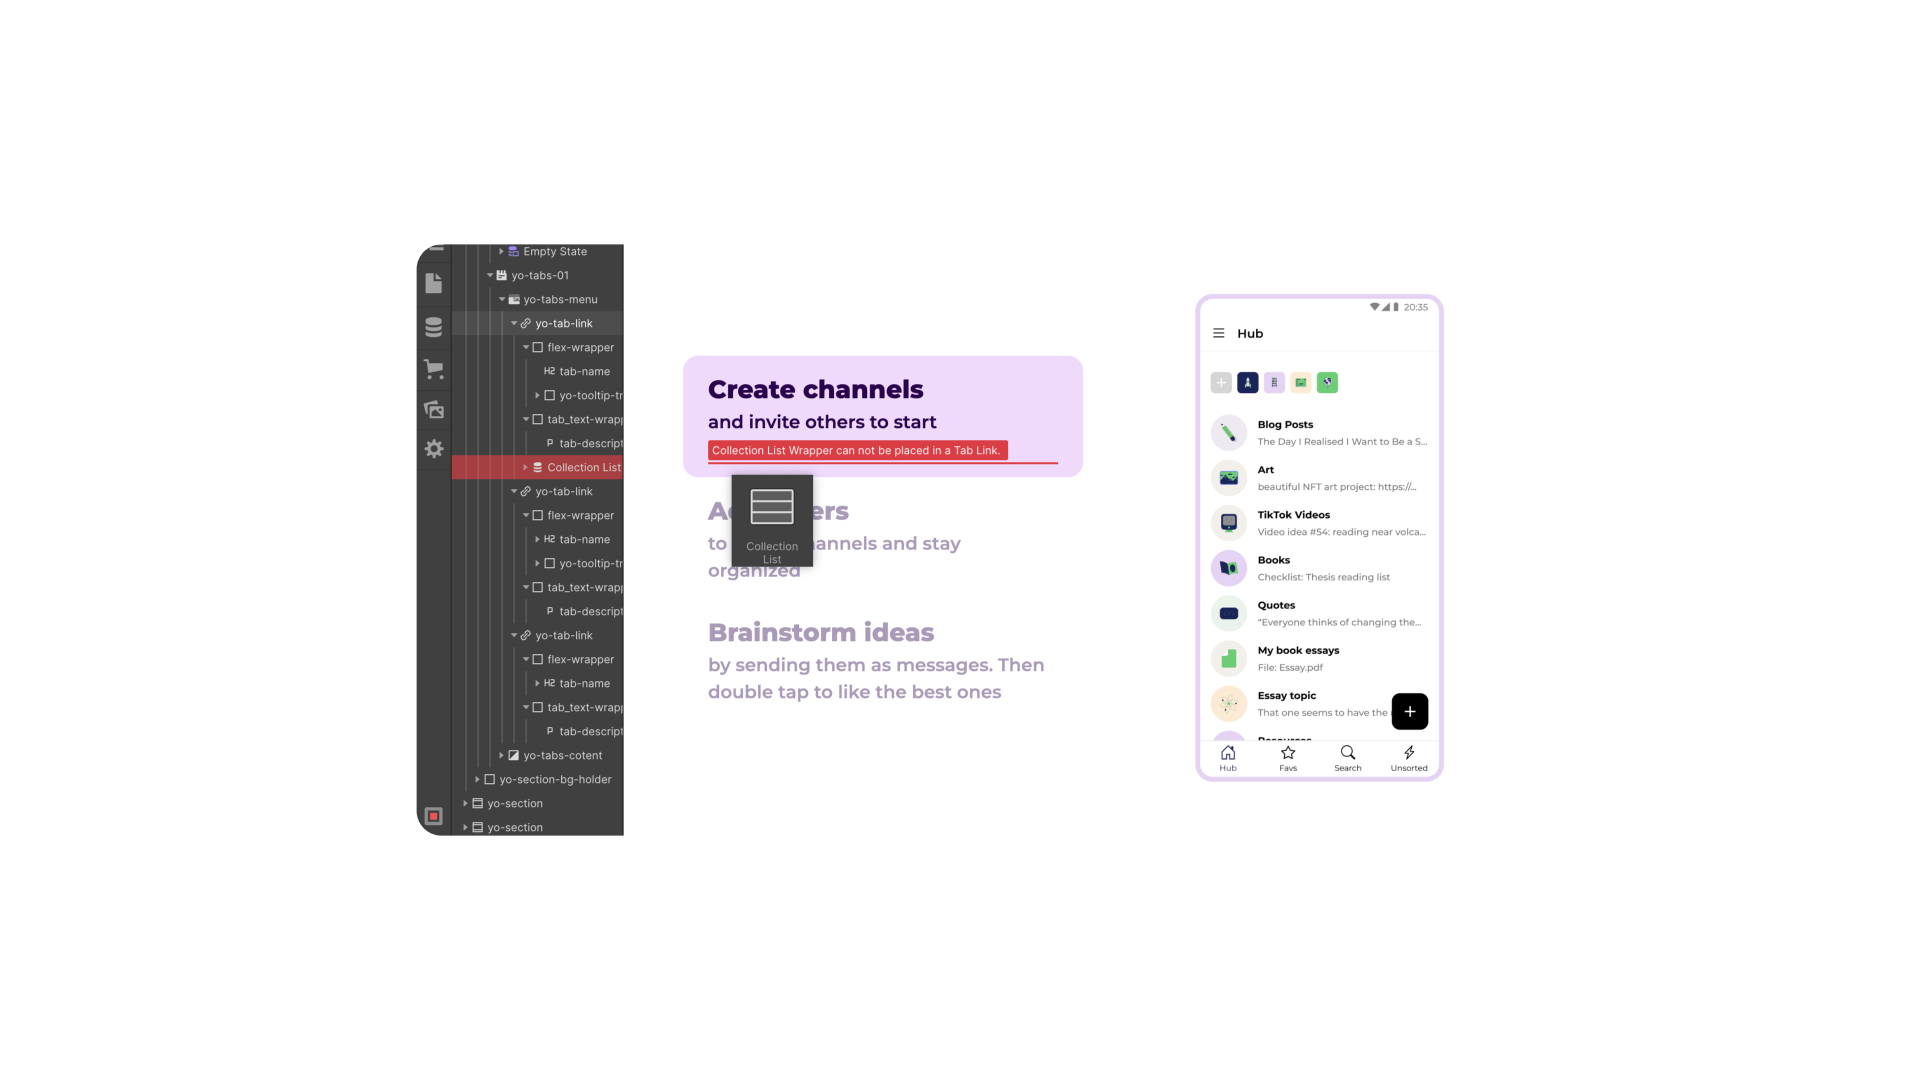 Empty State
yo-tabs-01
yo-tabs-menu
yo-tab-link
flex-wrapper
H2 tab-name
yo-tooltip-tr
tab_text-wrapp
P tab-descript
Collection List
yo-tab-link
flex-wrapper
H2 tab-name
yo-tooltip-tr
tab_text-wrapp
P tab-descript
yo-tab-link
flex-wrapper
H2 tab-name
tab_text-wrapp
P tab-descript
yo-tabs-cotent
yo-section-bg-holder
yo-section
yo-section
Create channels
and invite others to start
Collection List Wrapper can not be placed in a Tab Link.
Collection
List
to annels and stay
organized
Brainstorm ideas
by sending them as messages. Then
double tap to like the best ones
20:35
Hub
Blog Posts
The Day I Realised I Want to Be a S...
Art
beautiful NFT art project: https://...
TikTok Videos
Video idea #54: reading near volca...
Books
Checklist: Thesis reading list
Quotes
“Everyone thinks of changing the...
My book essays
File: Essay.pdf
Essay topic
That one seems to have the
Resources
Hub
Favs
Search
Unsorted